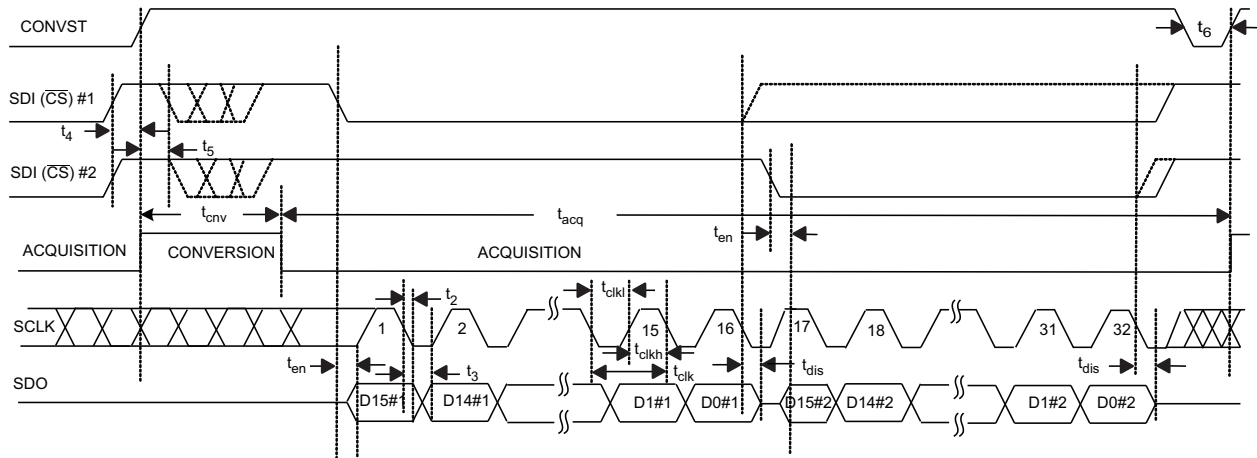 CONVST
t6
SDI (CS) #1
t4
t5
SDI (CS) #2
tcnv
tacq
ten
ACQUISITION
CONVERSION
ACQUISITION
t2
tclkl
SCLK
1
2
15
16
17
18
31
32
tclkh
ten
t3
tclk
tdis
tdis
SDO
D15#1
D14#1
D1#1
D0#1
D15#2
D14#2
D1#2
D0#2